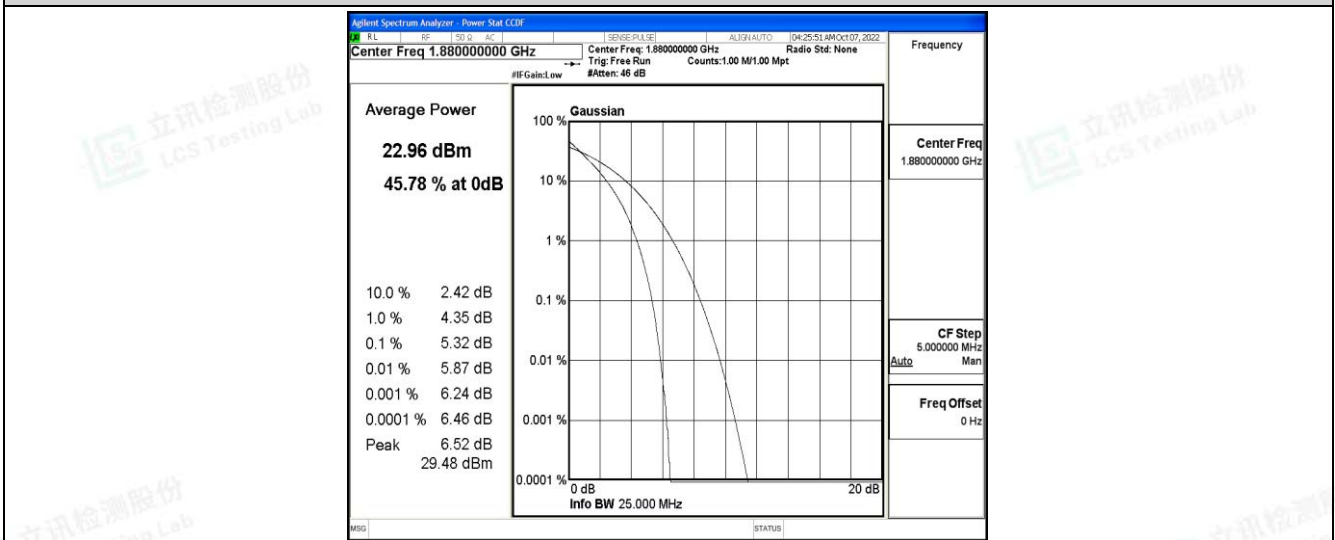 Agilent Spectrum Analyzer - Power Stat CCDF
LXI RL RF 50 Ω AC SENSE:PULSE ALIGN AUTO 04:25:51 AM Oct 07, 2022
Center Freq 1.880000000 GHz
Center Freq: 1.880000000 GHz Radio Std: None
Trig: Free Run Counts:1.00 M/1.00 Mpt
#IFGain:Low #Atten: 46 dB
Frequency
Average Power
22.96 dBm
45.78 % at 0dB
10.0 % 2.42 dB
1.0 % 4.35 dB
0.1 % 5.32 dB
0.01 % 5.87 dB
0.001 % 6.24 dB
0.0001 % 6.46 dB
Peak 6.52 dB
29.48 dBm
Gaussian
100 %
10 %
1 %
0.1 %
0.01 %
0.001 %
0.0001 %
0 dB 20 dB
Info BW 25.000 MHz
Center Freq
1.880000000 GHz
CF Step
5.000000 MHz
Auto Man
Freq Offset
0 Hz
MSG STATUS
立讯检测股份
LCS Testing Lab
立讯检测股份
LCS Testing Lab
立讯检测股份